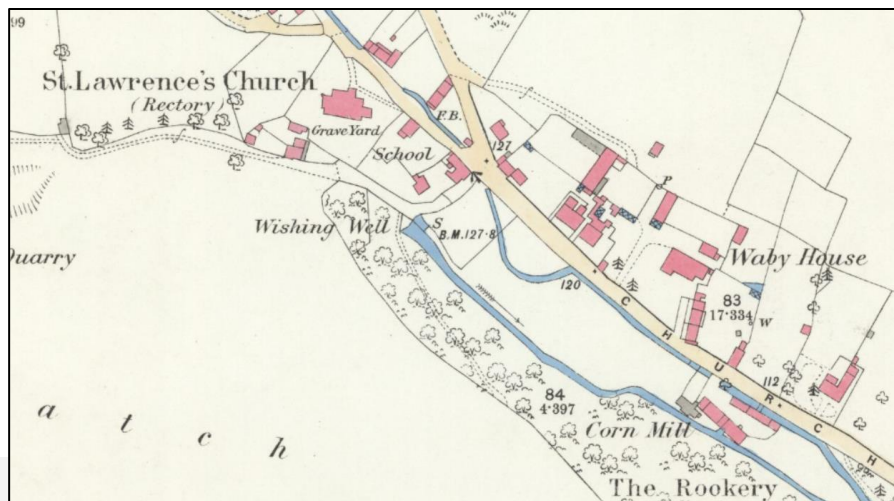 99
St. Lawrence's Church
(Rectory)
Grave Yard
F.B.
School
127
P
Wishing Well
S
B.M.127·8
Quarry
Waby House
120
83
17·334
W
C H U R C H
112
84
4·397
Corn Mill
a t c h
The Rookery